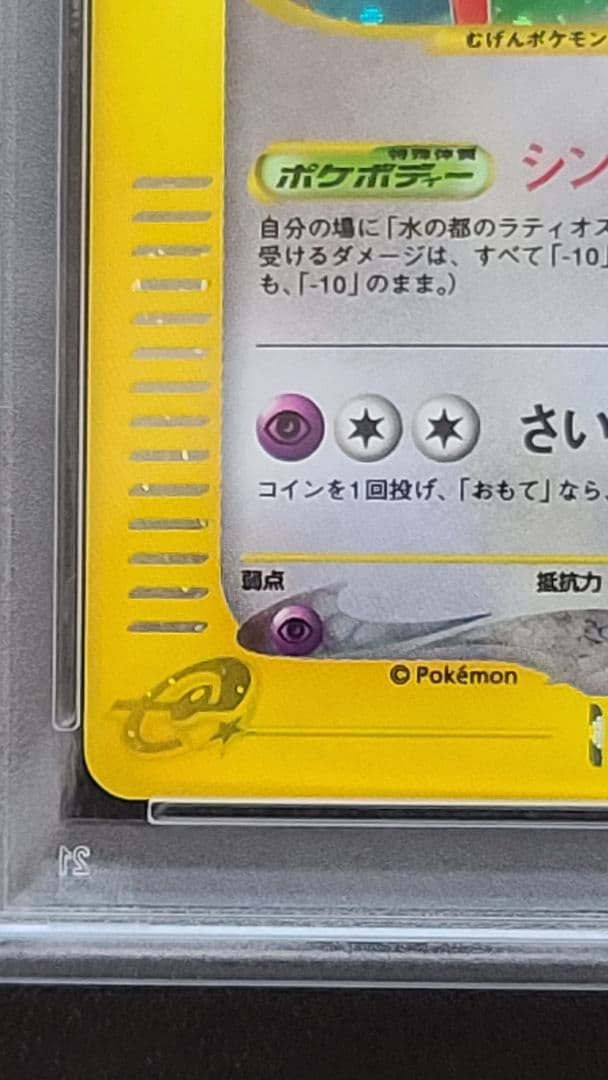 むげんポケモン
特殊体質
ポケボディー シン
自分の場に「水の都のラティオス
受けるダメージは、すべて「-10」
も、「-10」のまま。）
さい
コインを1回投げ、「おもて」なら、
弱点 抵抗力
© Pokémon
21